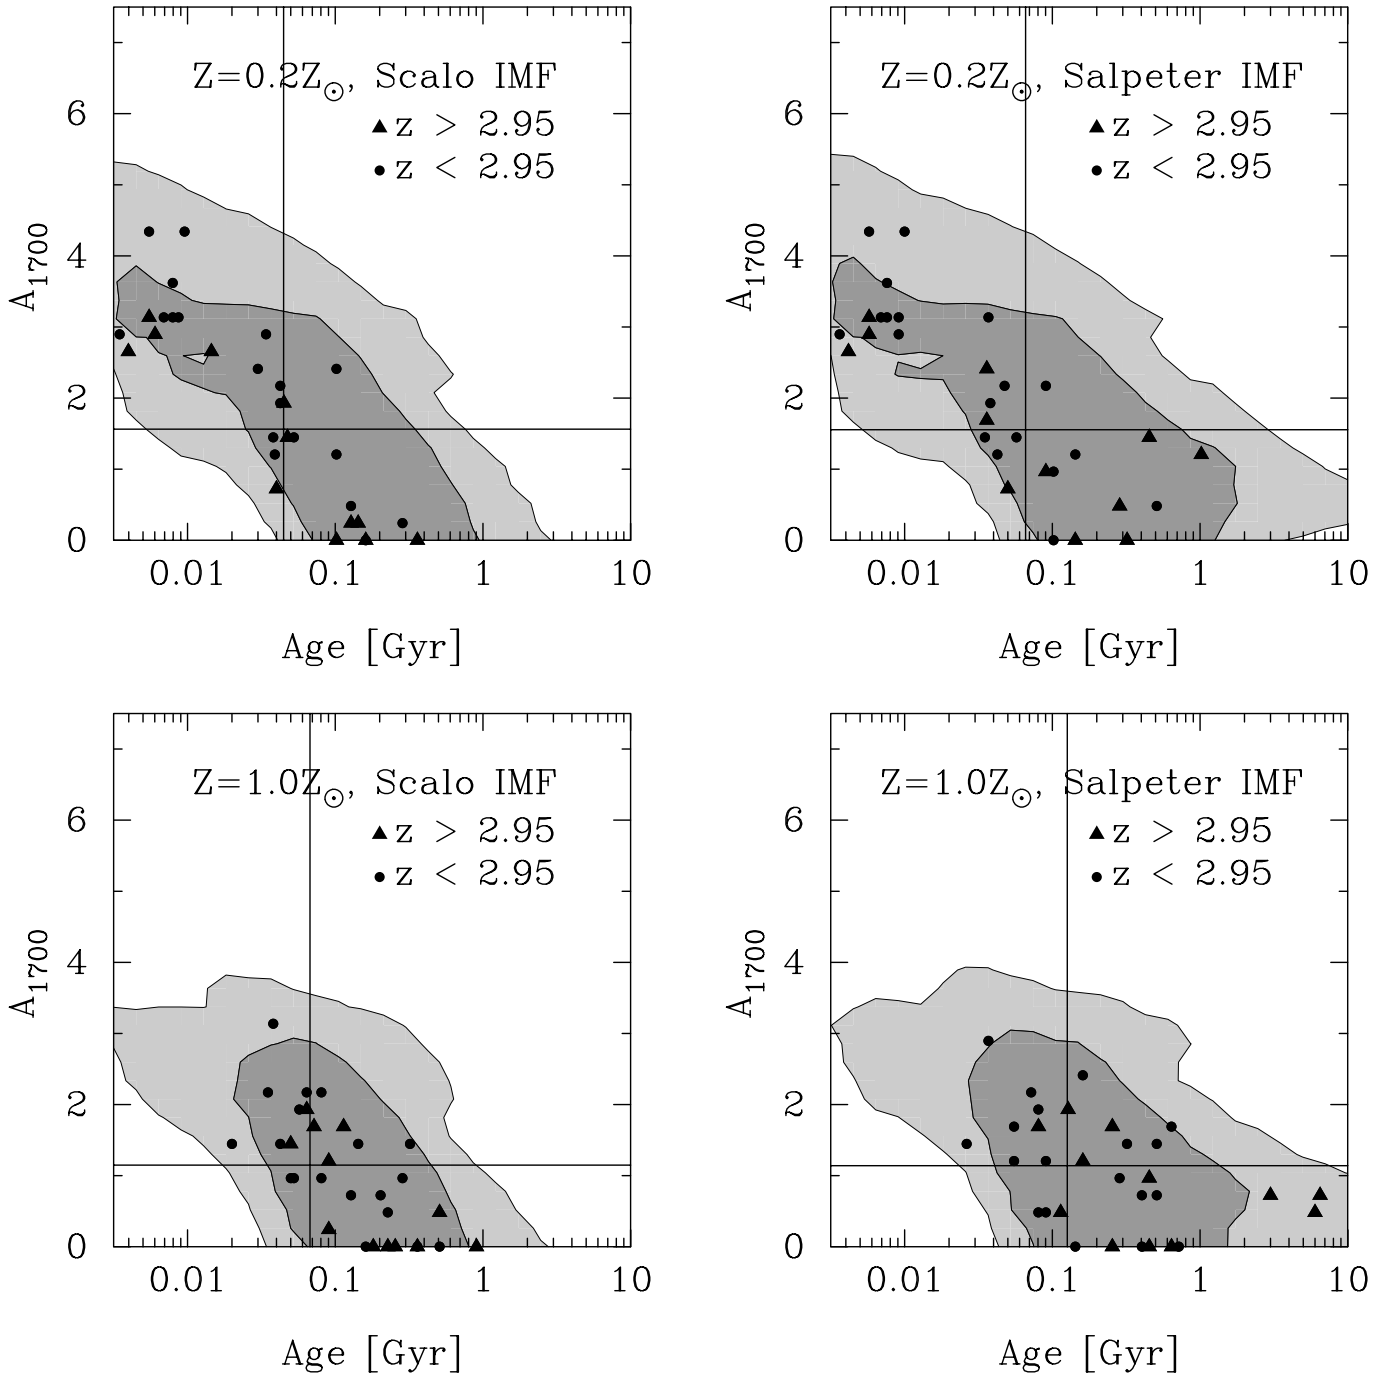 Z=0.2Z☉, Scalo IMF
▲ z > 2.95
● z < 2.95
6
4
2
0
A1700
0.01 0.1 1 10
Age [Gyr]
Z=0.2Z☉, Salpeter IMF
▲ z > 2.95
● z < 2.95
6
4
2
0
A1700
0.01 0.1 1 10
Age [Gyr]
Z=1.0Z☉, Scalo IMF
▲ z > 2.95
● z < 2.95
6
4
2
0
A1700
0.01 0.1 1 10
Age [Gyr]
Z=1.0Z☉, Salpeter IMF
▲ z > 2.95
● z < 2.95
6
4
2
0
A1700
0.01 0.1 1 10
Age [Gyr]